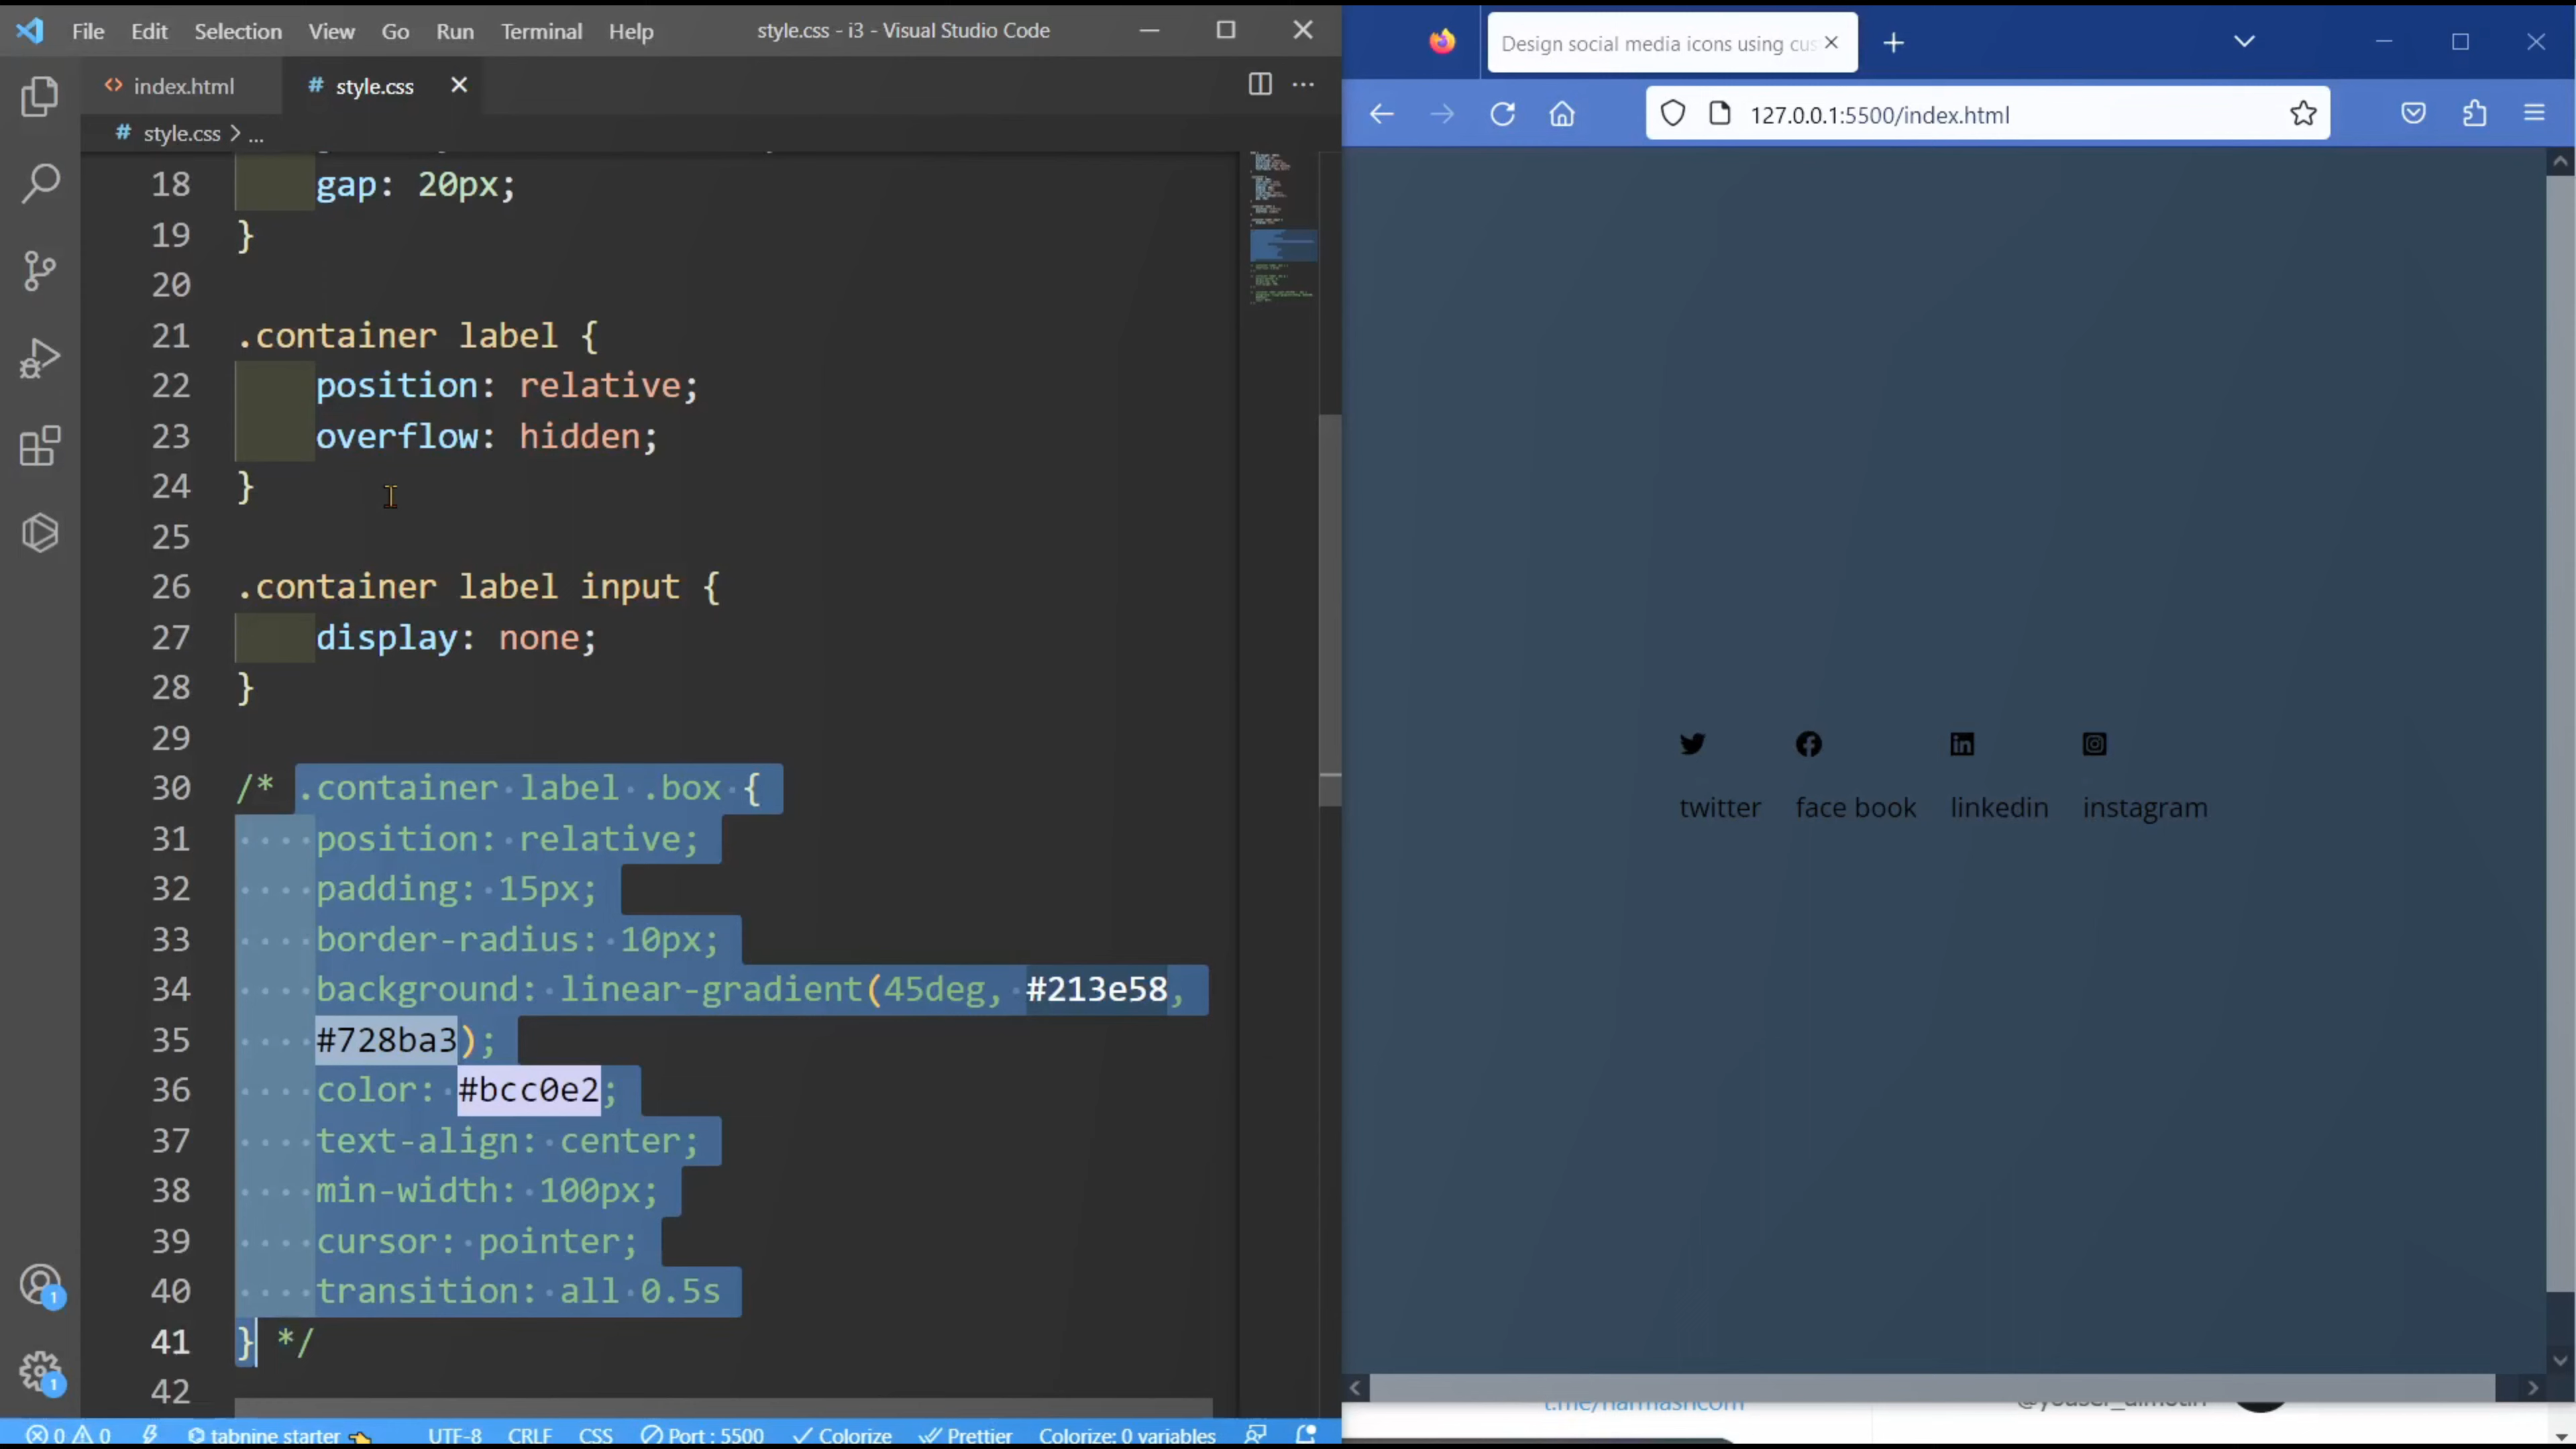 File Edit Selection View Go Run Terminal Help style.css - i3 - Visual Studio Code
index.html
# style.css
# style.css > ...
18 gap: 20px;
19 }
20
21 .container label {
22 position: relative;
23 overflow: hidden;
24 }
25
26 .container label input {
27 display: none;
28 }
29
30 /* .container label .box {
31 position: relative;
32 padding: 15px;
33 border-radius: 10px;
34 background: linear-gradient(45deg, #213e58,
35 #728ba3);
36 color: #bcc0e2;
37 text-align: center;
38 min-width: 100px;
39 cursor: pointer;
40 transition: all 0.5s
41 } */
42
1
1
0 0 tabnine starter UTF-8 CRLF CSS Port : 5500 Colorize Prettier Colorize: 0 variables
Design social media icons using cus
127.0.0.1:5500/index.html
twitter face book linkedin instagram